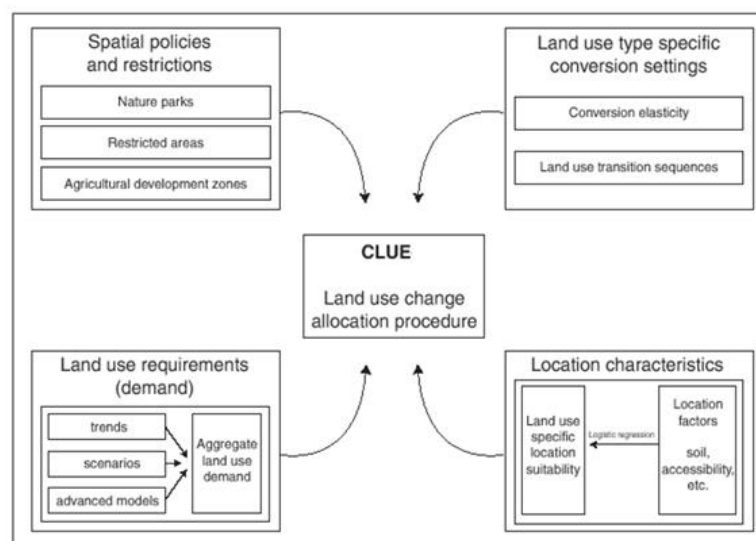 Spatial policies
and restrictions
Nature parks
Restricted areas
Agricultural development zones
Land use type specific
conversion settings
Conversion elasticity
Land use transition sequences
CLUE
Land use change
allocation procedure
Land use requirements
(demand)
trends
scenarios
advanced models
Aggregate
land use
demand
Location characteristics
Land use
specific
location
suitability
Logistic regression
Location
factors
soil,
accessibility,
etc.